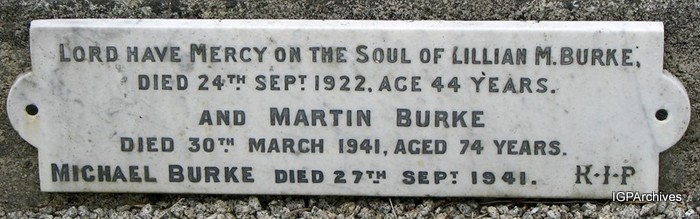 LORD HAVE MERCY ON THE SOUL OF LILLIAN M. BURKE,
DIED 24TH SEPT. 1922, AGE 44 YEARS.
AND MARTIN BURKE
DIED 30TH MARCH 1941, AGED 74 YEARS.
MICHAEL BURKE DIED 27TH SEPT. 1941. R·I·P
IGPArchives